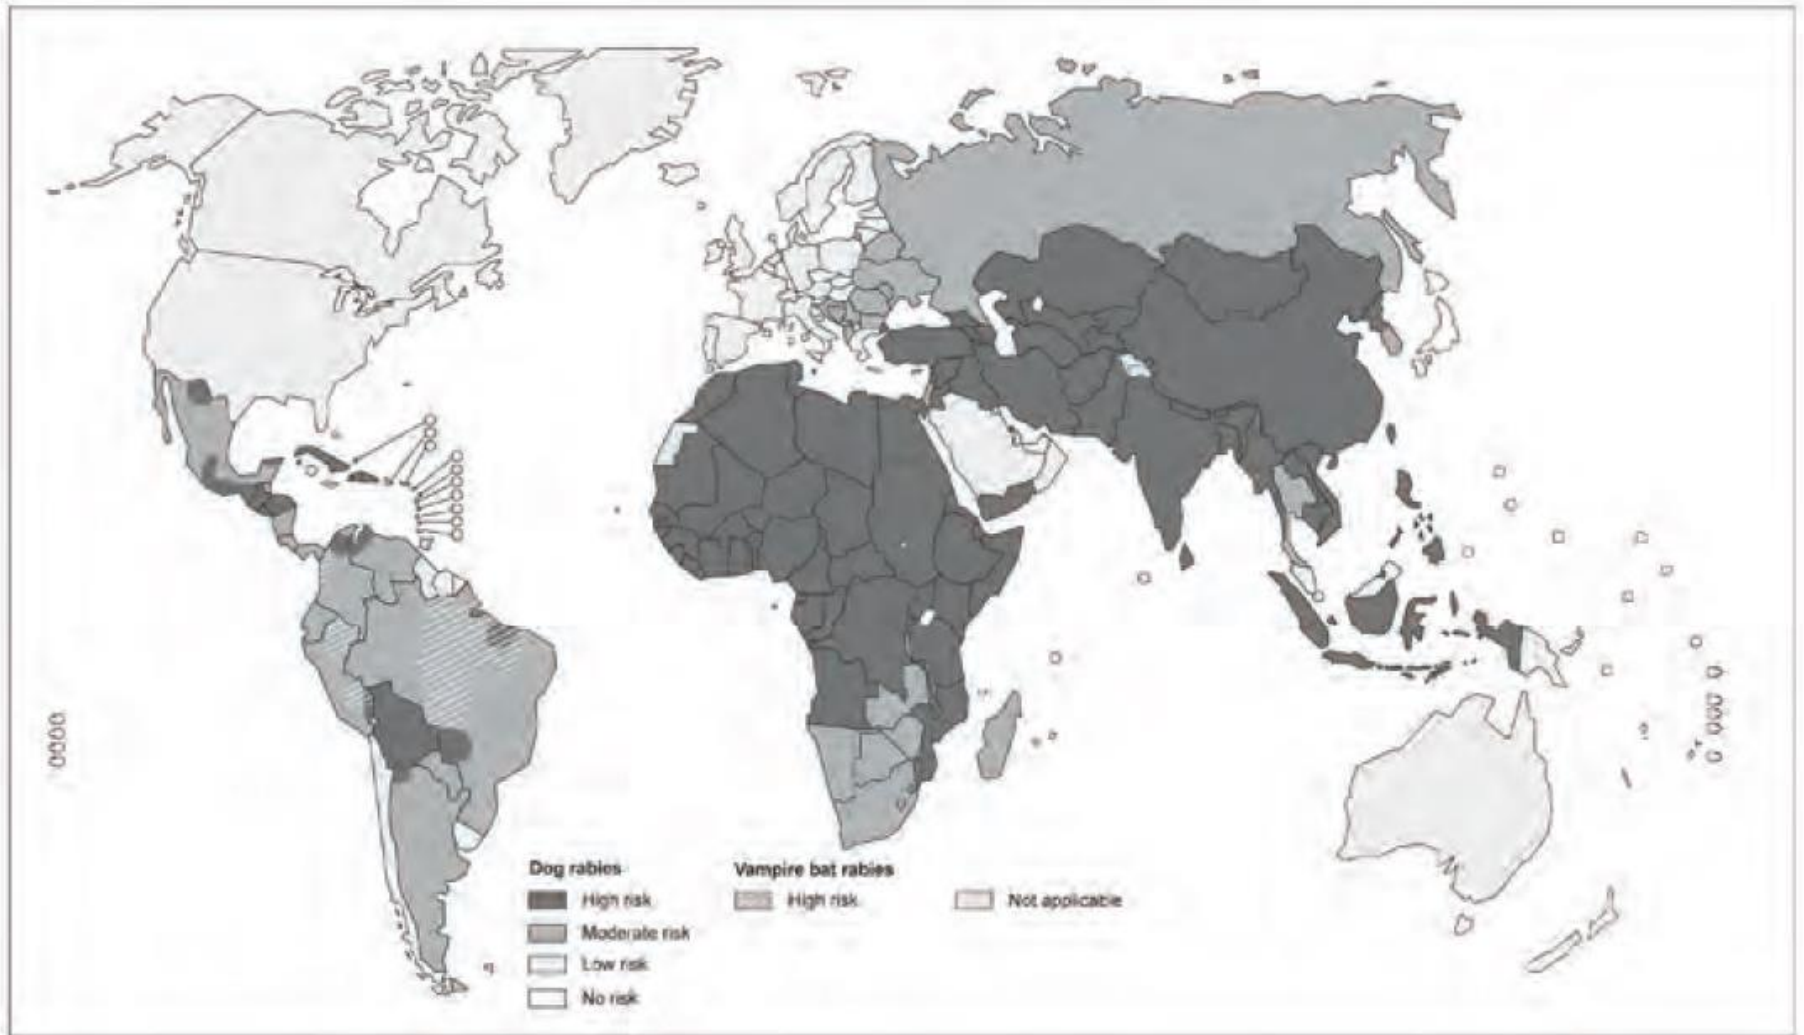 Dog rabies
High risk
Moderate risk
Low risk
No risk
Vampire bat rabies
High risk
Not applicable